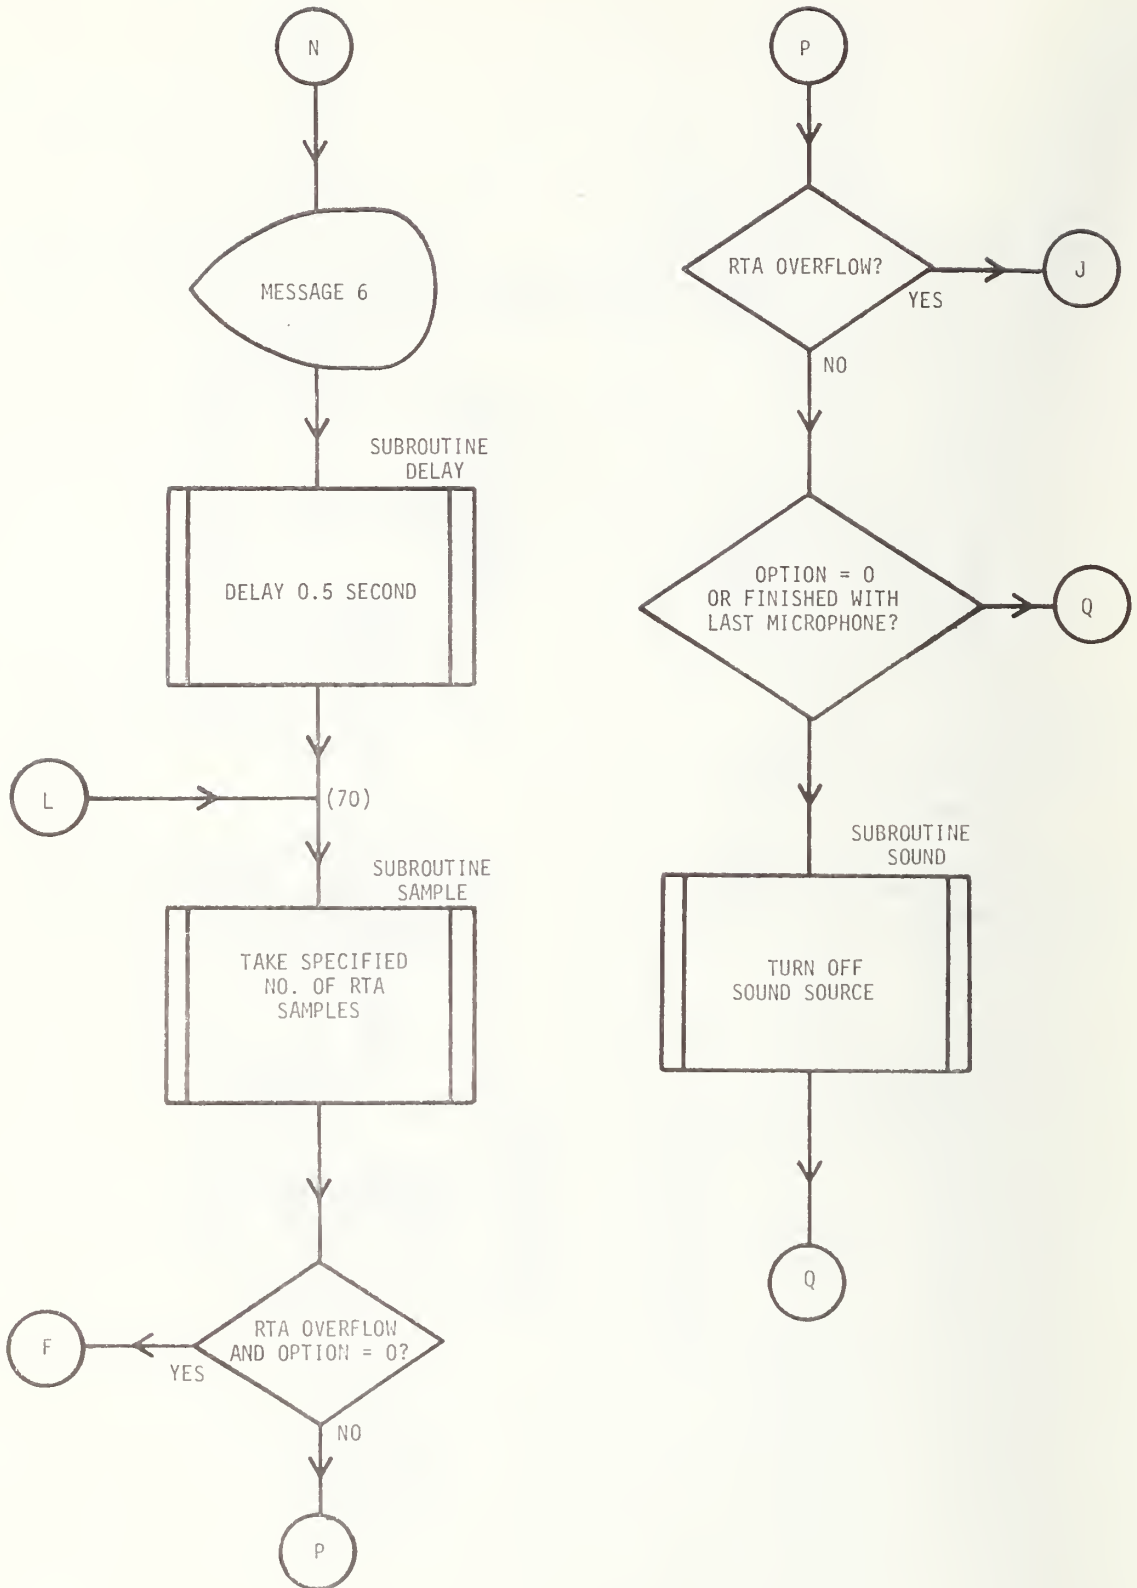 N
MESSAGE 6
SUBROUTINE
DELAY
DELAY 0.5 SECOND
L
(70)
SUBROUTINE
SAMPLE
TAKE SPECIFIED
NO. OF RTA
SAMPLES
RTA OVERFLOW
AND OPTION = 0?
F
YES
NO
P
P
RTA OVERFLOW?
J
YES
NO
OPTION = 0
OR FINISHED WITH
LAST MICROPHONE?
Q
SUBROUTINE
SOUND
TURN OFF
SOUND SOURCE
Q